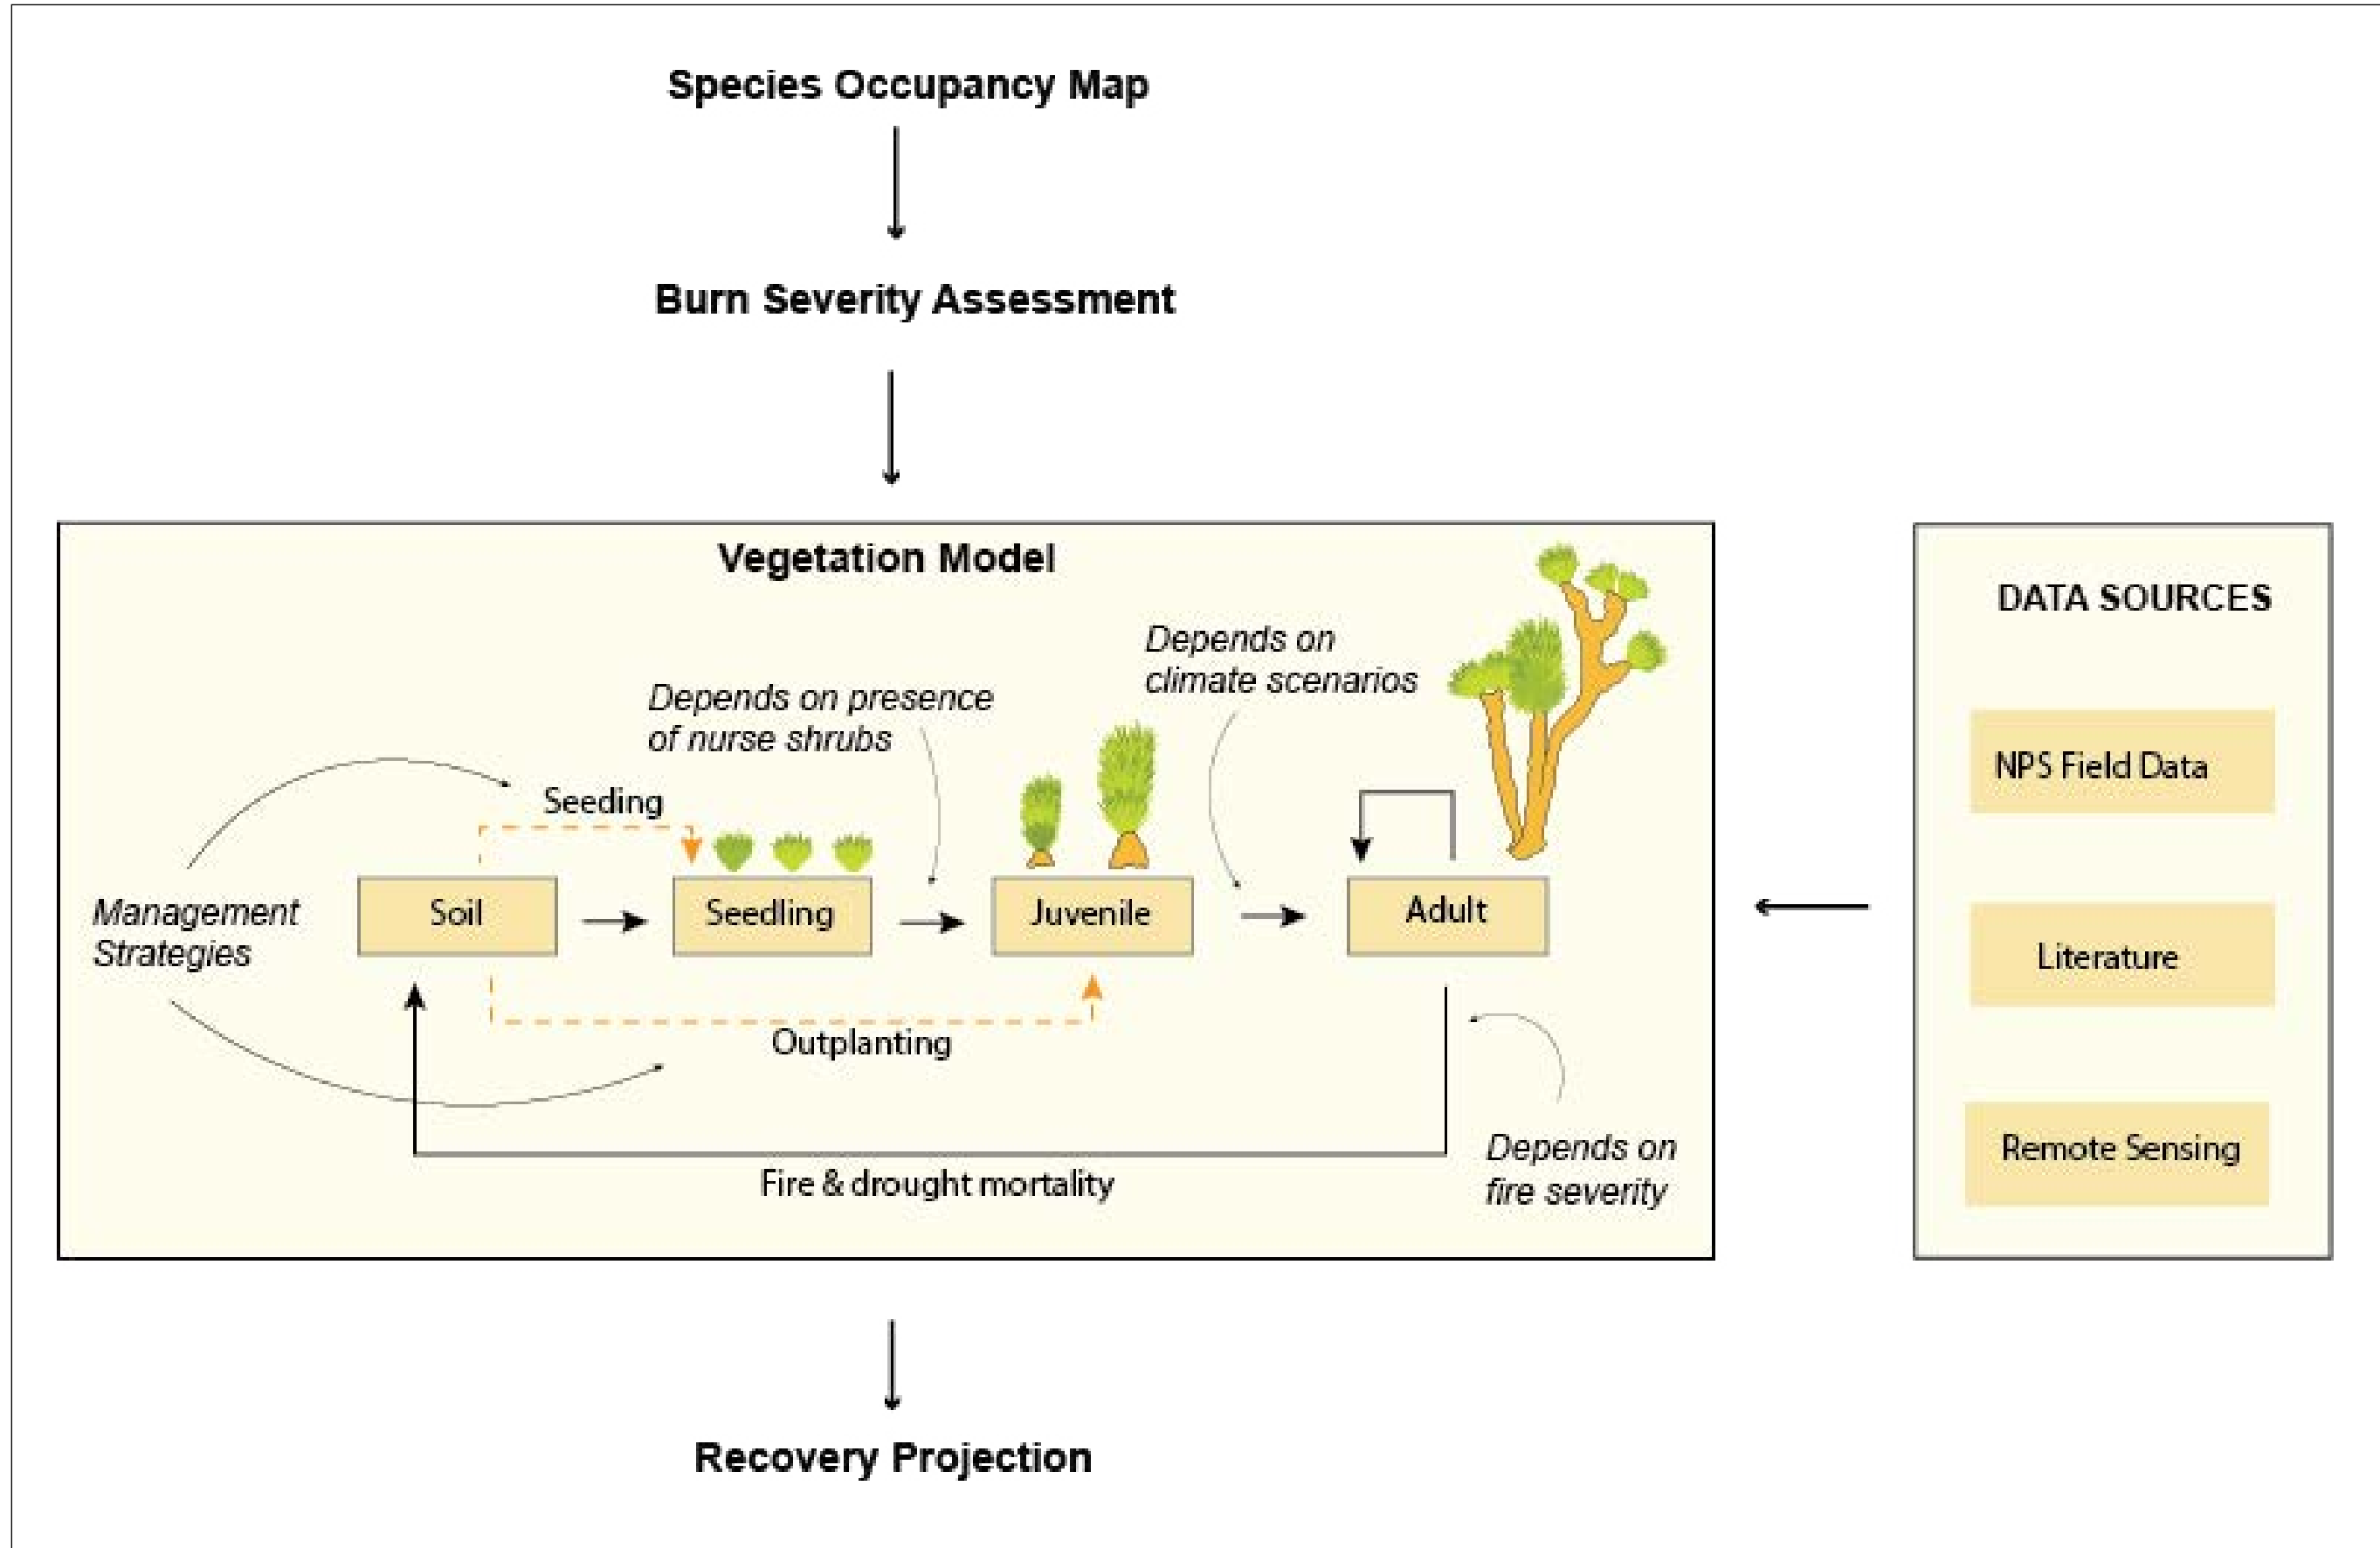 Species Occupancy Map
Burn Severity Assessment
Vegetation Model
Depends on
climate scenarios
Depends on presence
of nurse shrubs
Seeding
Management
Strategies
Soil
Seedling
Juvenile
Adult
Outplanting
Fire & drought mortality
Depends on
fire severity
DATA SOURCES
NPS Field Data
Literature
Remote Sensing
Recovery Projection